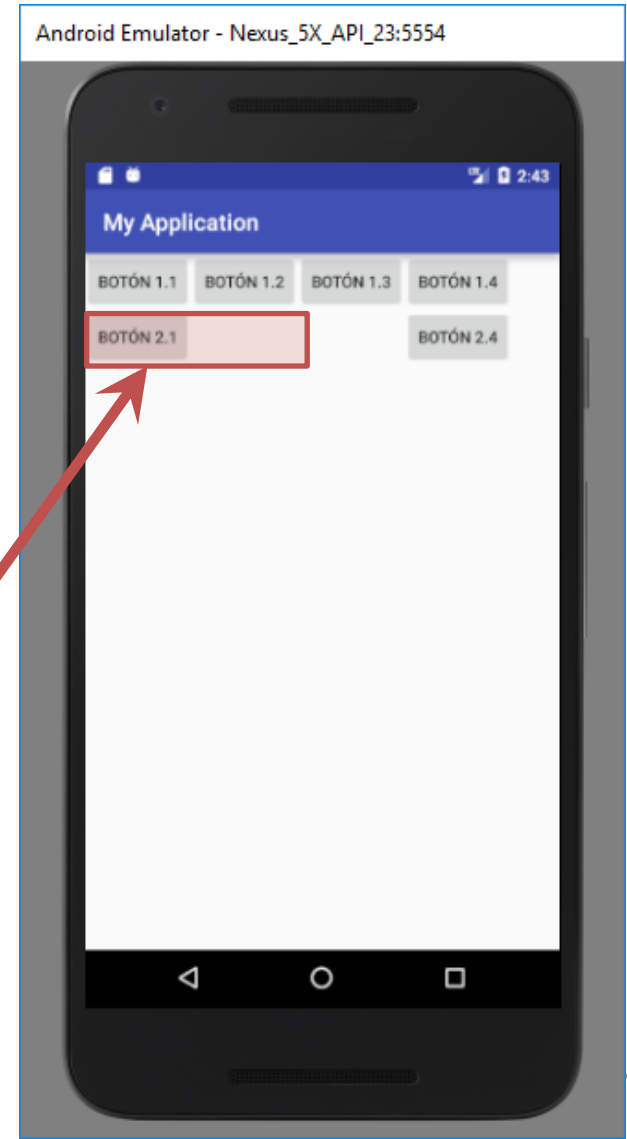 Android Emulator - Nexus_5X_API_23:5554
2:43
My Application
BOTÓN 1.1 BOTÓN 1.2 BOTÓN 1.3 BOTÓN 1.4
BOTÓN 2.1 BOTÓN 2.4